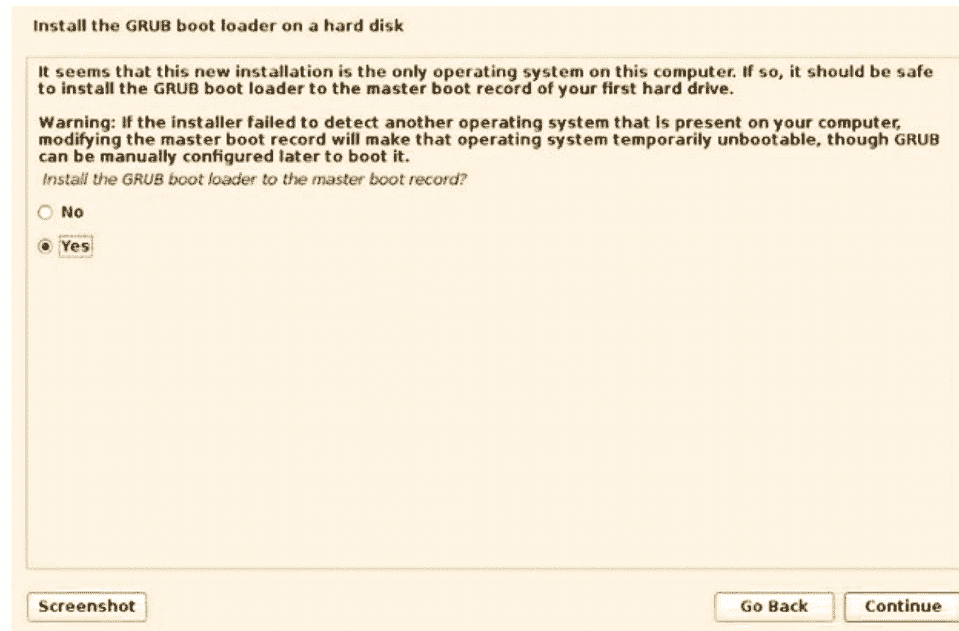 Install the GRUB boot loader on a hard disk
It seems that this new installation is the only operating system on this computer. If so, it should be safe
to install the GRUB boot loader to the master boot record of your first hard drive.
Warning: If the installer failed to detect another operating system that is present on your computer,
modifying the master boot record will make that operating system temporarily unbootable, though GRUB
can be manually configured later to boot it.
Install the GRUB boot loader to the master boot record?
No
Yes
Screenshot Go Back Continue